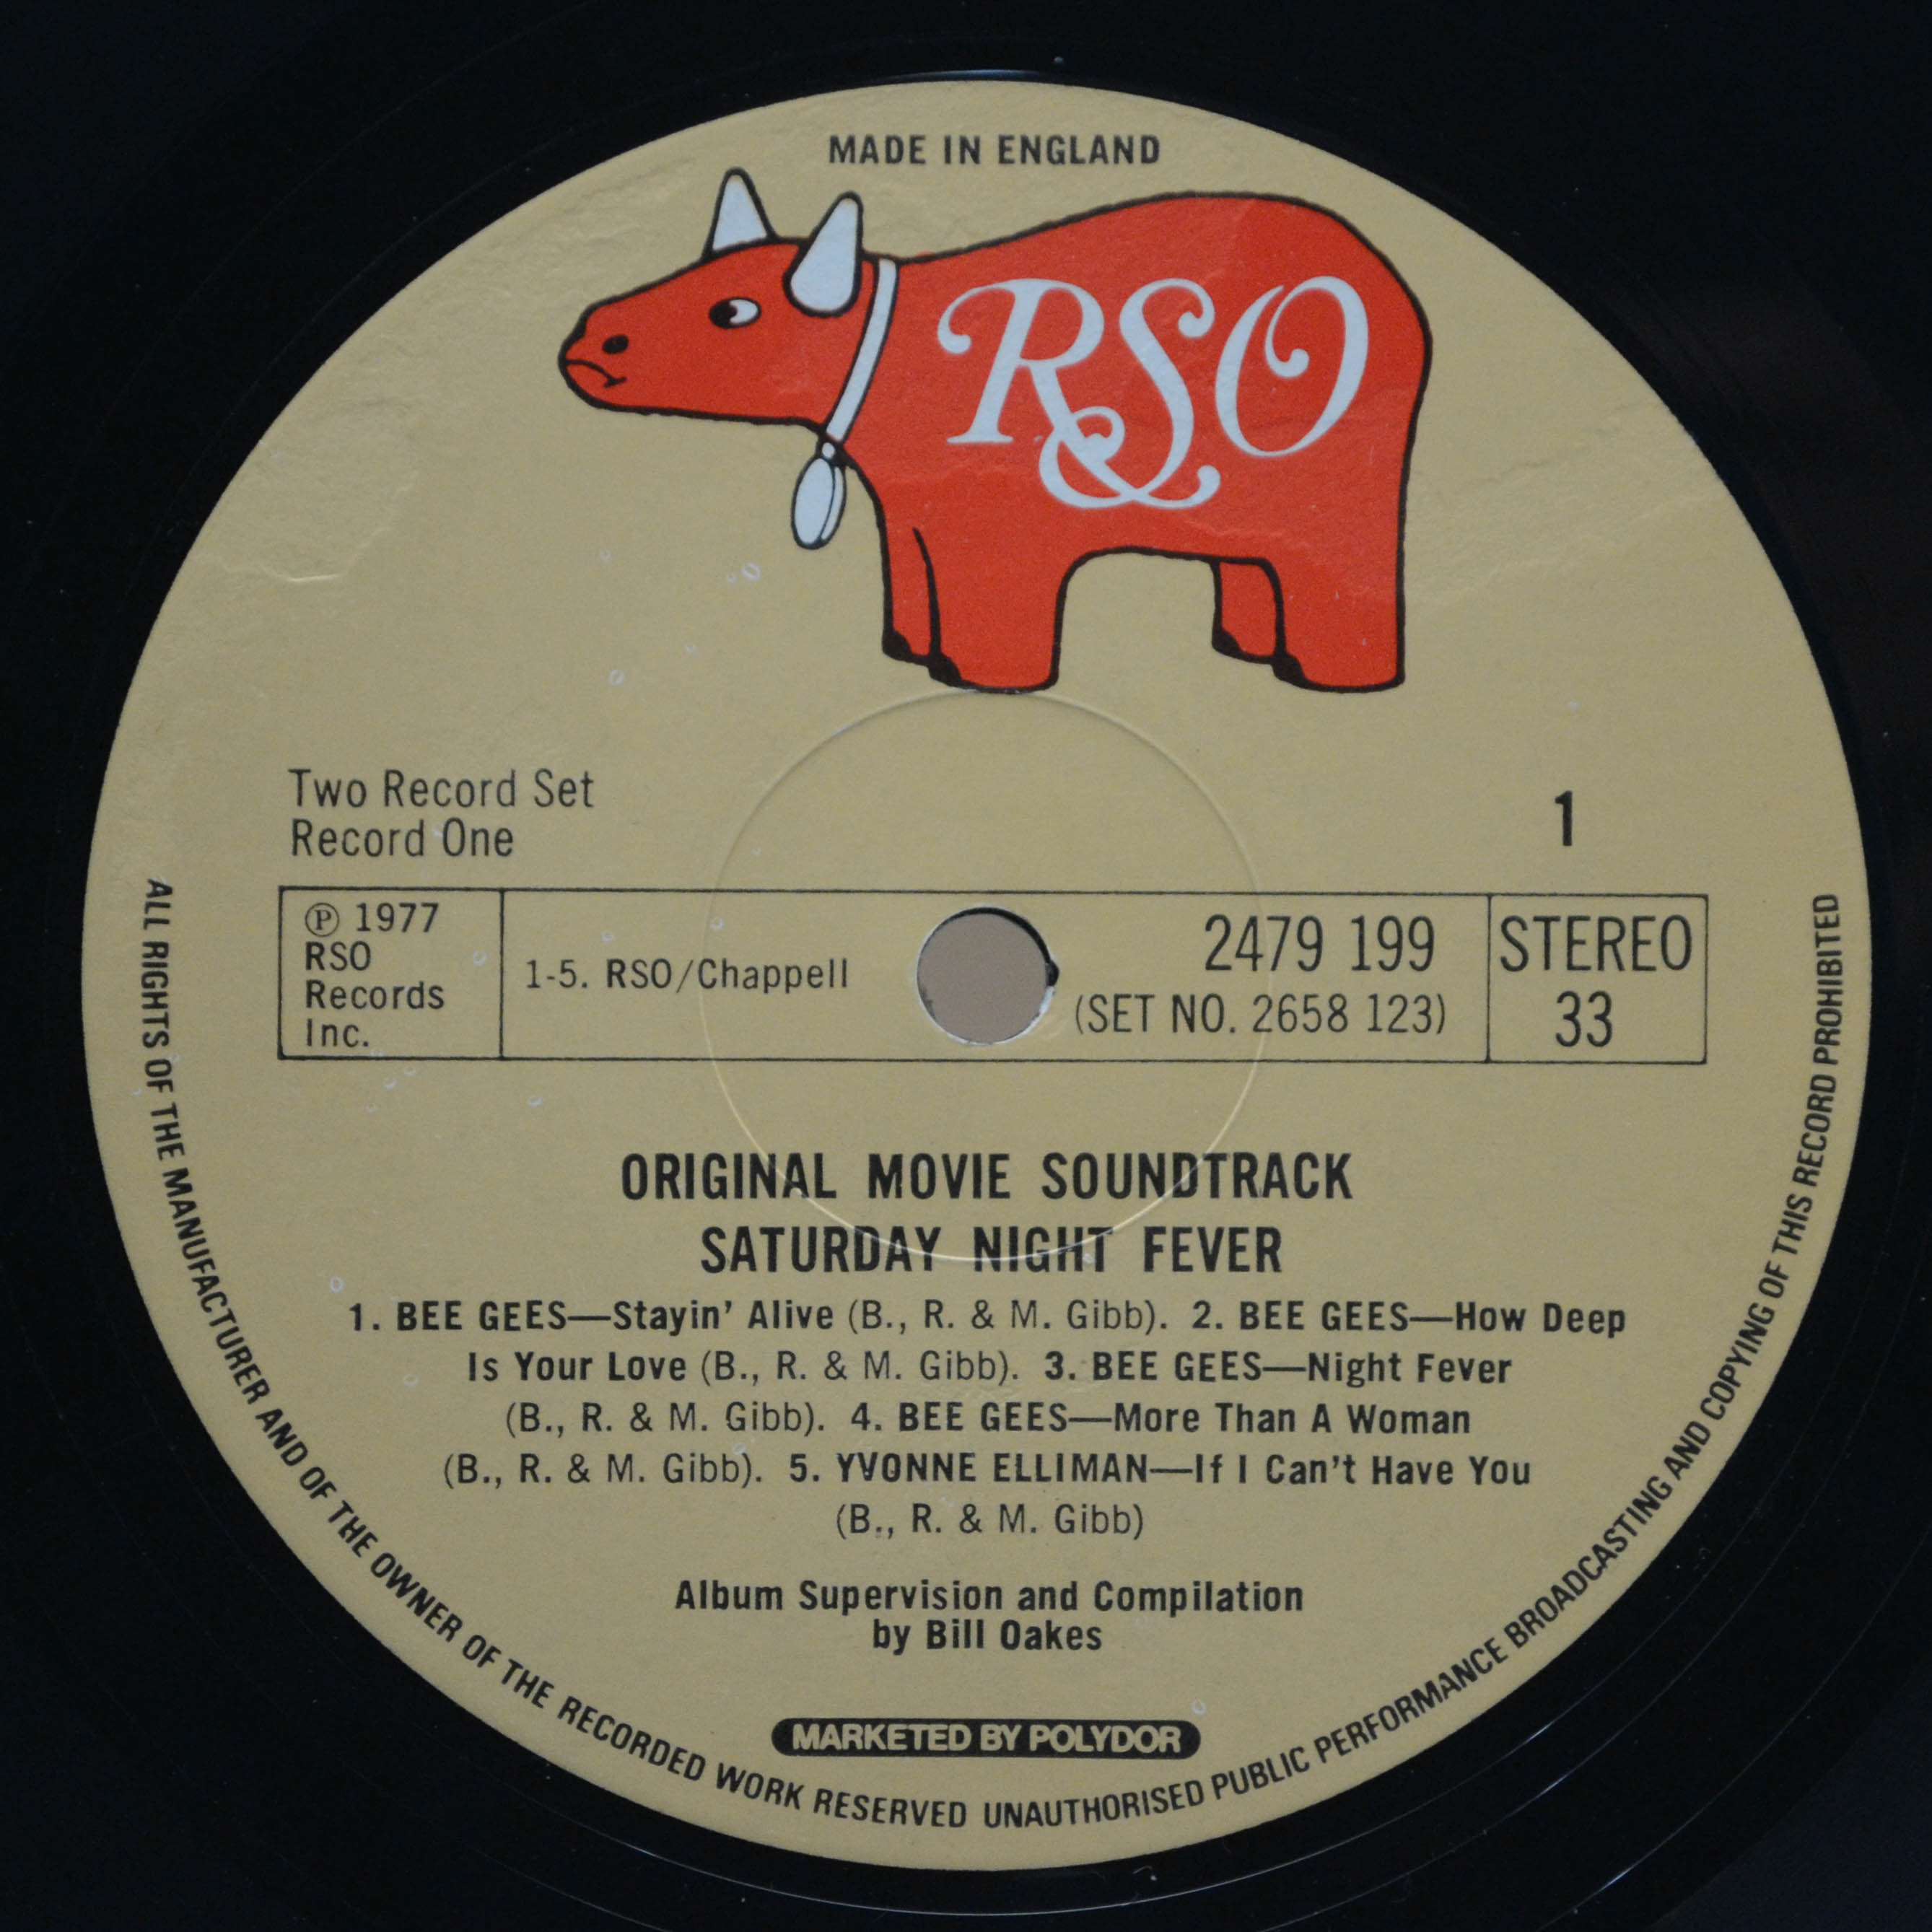 MADE IN ENGLAND
RSO
Two Record Set
Record One
1
℗ 1977
RSO
Records
Inc.
1-5. RSO/Chappell
2479 199
(SET NO. 2658 123)
STEREO
33
ORIGINAL MOVIE SOUNDTRACK
SATURDAY NIGHT FEVER
1. BEE GEES—Stayin' Alive (B., R. & M. Gibb). 2. BEE GEES—How Deep
Is Your Love (B., R. & M. Gibb). 3. BEE GEES—Night Fever
(B., R. & M. Gibb). 4. BEE GEES—More Than A Woman
(B., R. & M. Gibb). 5. YVONNE ELLIMAN—If I Can't Have You
(B., R. & M. Gibb)
Album Supervision and Compilation
by Bill Oakes
MARKETED BY POLYDOR
ALL RIGHTS OF THE MANUFACTURER AND OF THE OWNER OF THE RECORDED WORK RESERVED UNAUTHORISED PUBLIC PERFORMANCE BROADCASTING AND COPYING OF THIS RECORD PROHIBITED